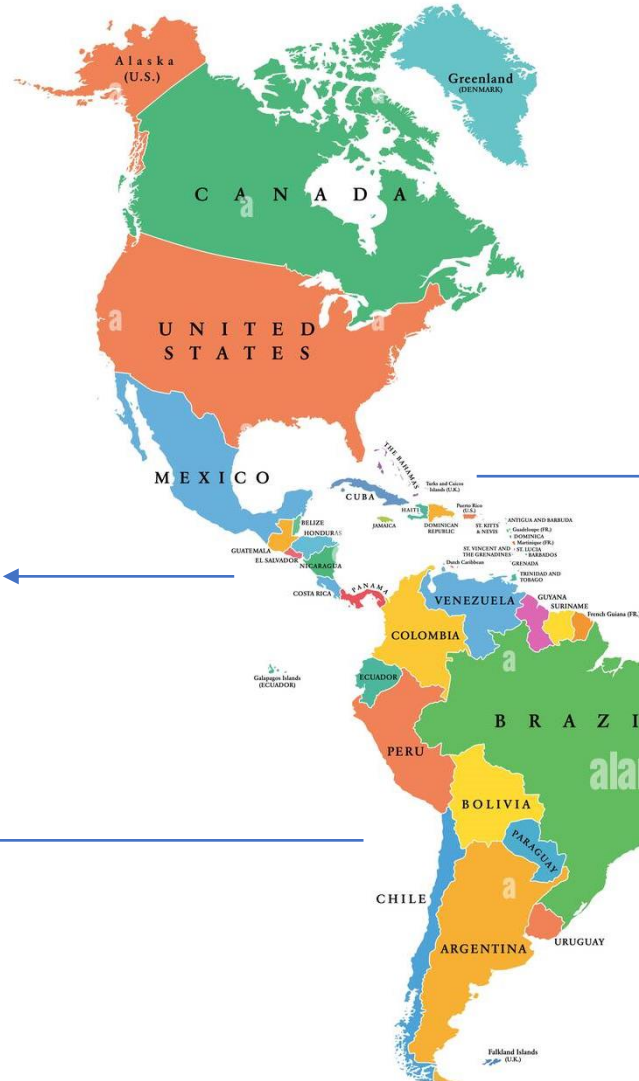 Alaska
(U.S.)
Greenland
(DENMARK)
CANADA
UNITED
STATES
MEXICO
THE BAHAMAS
Turks and Caicos
Islands (U.K.)
CUBA
HAITI
Puerto Rico
(U.S.)
JAMAICA
DOMINICAN
REPUBLIC
ST. KITTS
& NEVIS
ANTIGUA AND BARBUDA
Guadeloupe (FR.)
DOMINICA
Martinique (FR.)
ST. LUCIA
BARBADOS
ST. VINCENT AND
THE GRENADINES
GRENADA
Dutch Caribbean
TRINIDAD AND
TOBAGO
BELIZE
HONDURAS
GUATEMALA
EL SALVADOR
NICARAGUA
COSTA RICA
PANAMA
VENEZUELA
GUYANA
SURINAME
French Guiana (FR.
COLOMBIA
Galapagos Islands
(ECUADOR)
ECUADOR
BRAZI
PERU
BOLIVIA
PARAGUAY
CHILE
ARGENTINA
URUGUAY
Falkland Islands
(U.K.)
a
a
a
a
a
a
a
a
alar